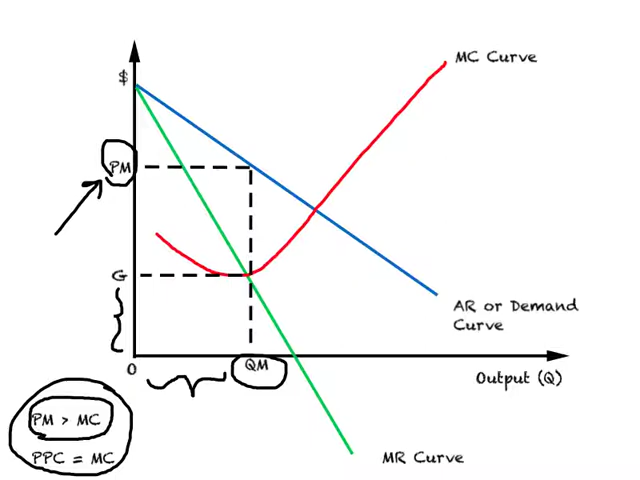 MC Curve
$
PM
G
AR or Demand
Curve
0
QM
Output (Q)
PM > MC
PPC = MC
MR Curve